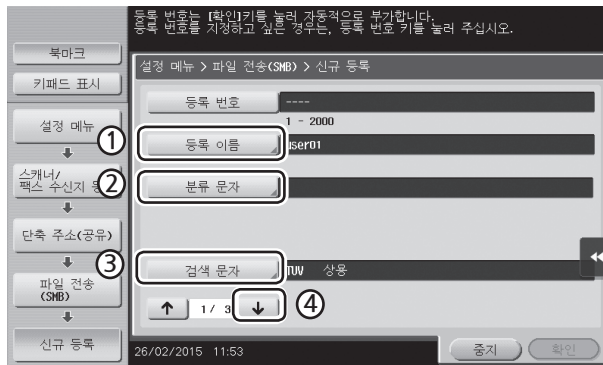 등록 번호는 [확인]키를 눌러 자동적으로 부가합니다.
등록 번호를 지정하고 싶은 경우는, 등록 번호 키를 눌러 주십시오.
북마크
키패드 표시
설정 메뉴 > 파일 전송(SMB) > 신규 등록
등록 번호 ----
1 - 2000
설정 메뉴
① 등록 이름 user01
스캐너/
팩스 수신지 등
② 분류 문자
단축 주소(공유)
③ 검색 문자 TUV 상용
파일 전송
(SMB)
↑ 1/ 3 ↓ ④
신규 등록
26/02/2015 11:53
중지 확인